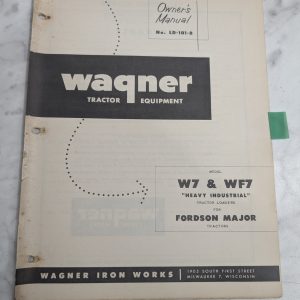 Owner's
Manual
No. LD-101-B
wagner
TRACTOR EQUIPMENT
MODEL
W7 & WF7
"HEAVY INDUSTRIAL"
TRACTOR LOADERS
FOR
FORDSON MAJOR
TRACTORS
WAGNER IRON WORKS
1905 SOUTH FIRST STREET
MILWAUKEE 7, WISCONSIN